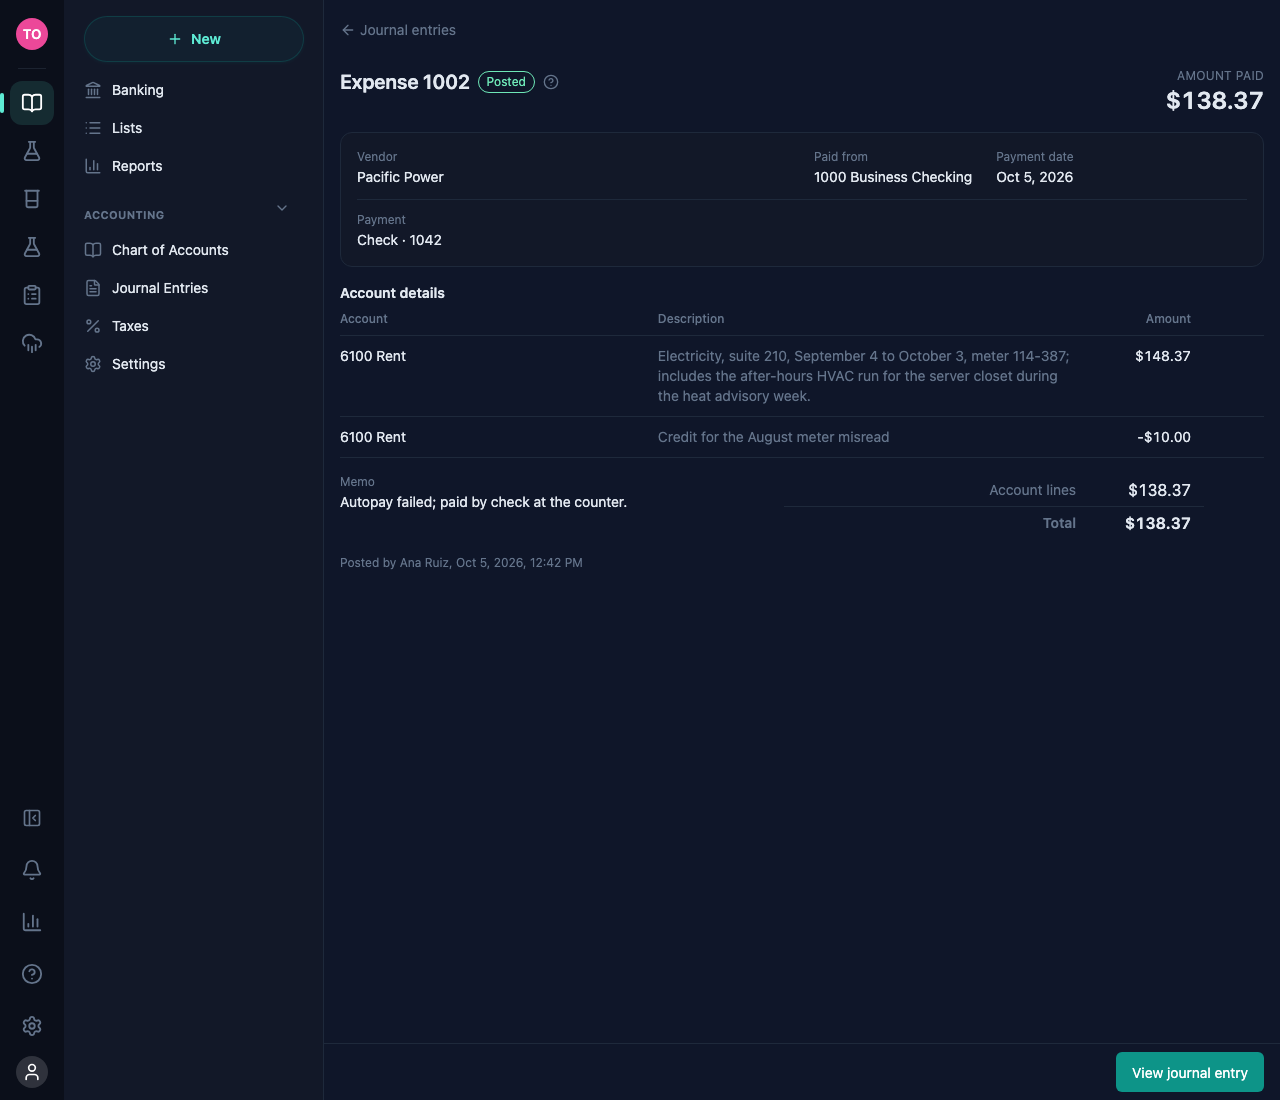 TO
New
Banking
Lists
Reports
ACCOUNTING
Chart of Accounts
Journal Entries
Taxes
Settings
Journal entries
Expense 1002 Posted
AMOUNT PAID
$138.37
Vendor
Pacific Power
Paid from
1000 Business Checking
Payment date
Oct 5, 2026
Payment
Check · 1042
Account details
Account Description Amount
6100 Rent Electricity, suite 210, September 4 to October 3, meter 114-387; $148.37
includes the after-hours HVAC run for the server closet during
the heat advisory week.
6100 Rent Credit for the August meter misread -$10.00
Memo
Autopay failed; paid by check at the counter.
Account lines $138.37
Total $138.37
Posted by Ana Ruiz, Oct 5, 2026, 12:42 PM
View journal entry